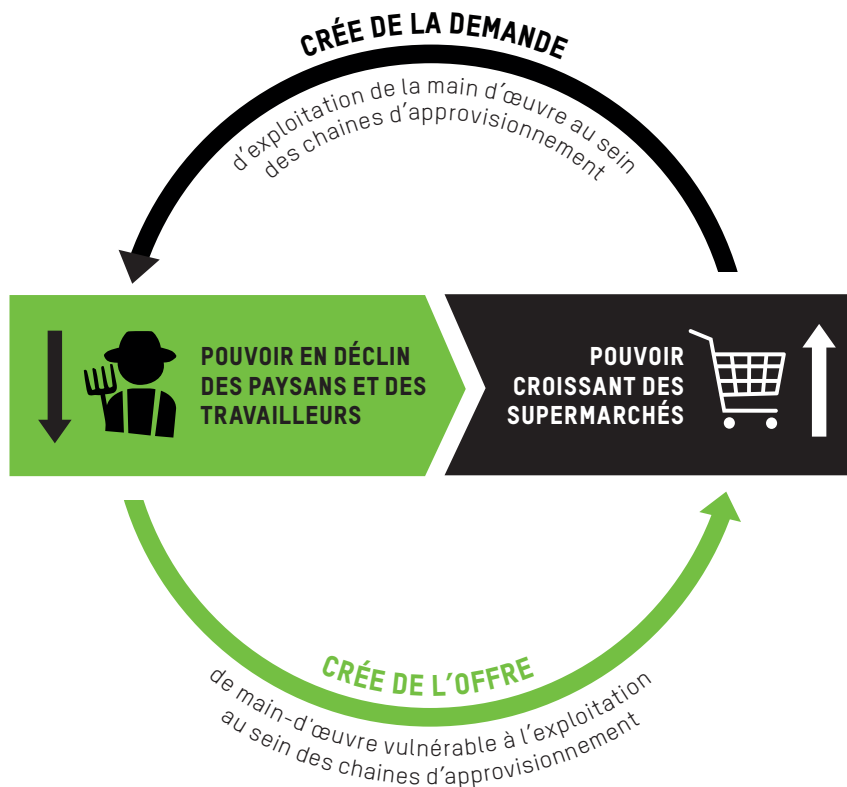 CRÉE DE LA DEMANDE
d'exploitation de la main d'œuvre au sein
des chaines d'approvisionnement
POUVOIR EN DÉCLIN
DES PAYSANS ET DES
TRAVAILLEURS
POUVOIR
CROISSANT DES
SUPERMARCHÉS
CRÉE DE L'OFFRE
de main-d'œuvre vulnérable à l'exploitation
au sein des chaines d'approvisionnement